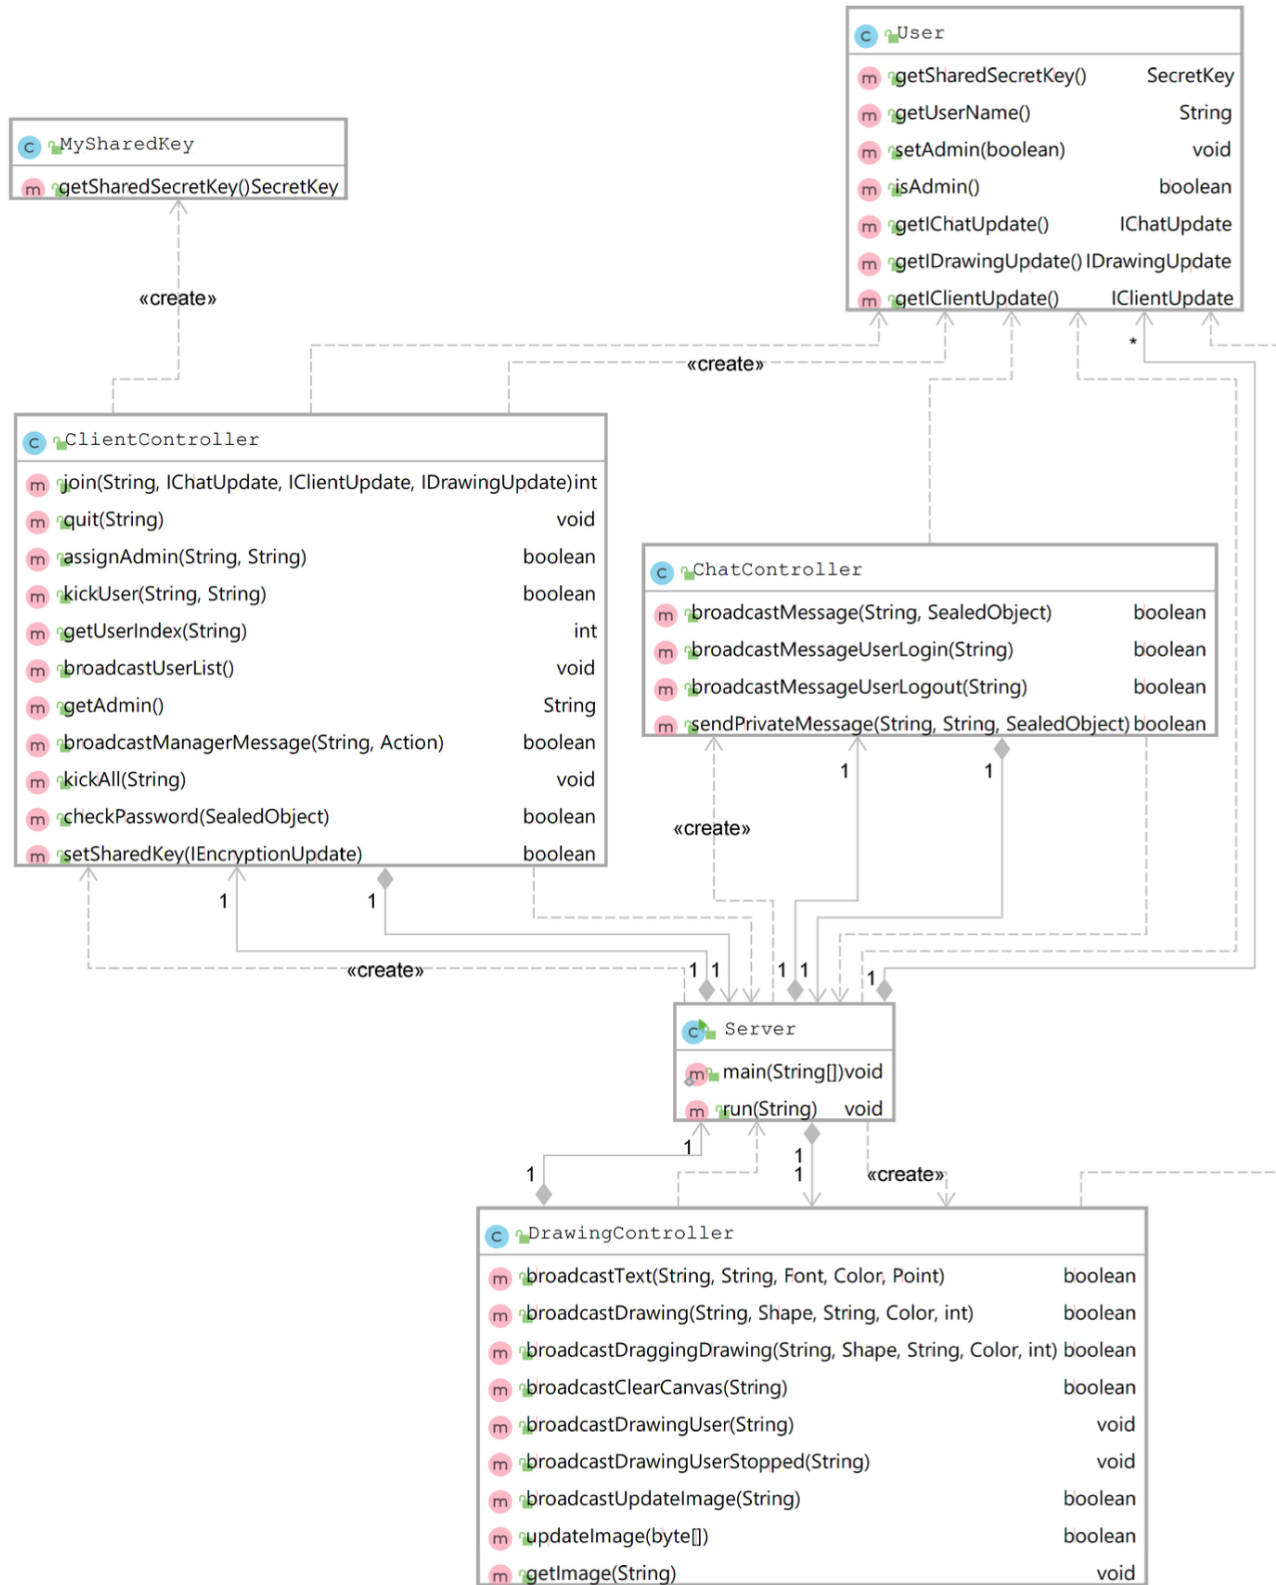 User
getSharedSecretKey() SecretKey
getUserName() String
setAdmin(boolean) void
isAdmin() boolean
getIChatUpdate() IChatUpdate
getIDrawingUpdate() IDrawingUpdate
getIClientUpdate() IClientUpdate
MySharedKey
getSharedSecretKey() SecretKey
«create»
*
«create»
ClientController
join(String, IChatUpdate, IClientUpdate, IDrawingUpdate) int
quit(String) void
assignAdmin(String, String) boolean
kickUser(String, String) boolean
getUserIndex(String) int
broadcastUserList() void
getAdmin() String
broadcastManagerMessage(String, Action) boolean
kickAll(String) void
checkPassword(SealedObject) boolean
setSharedKey(IEncryptionUpdate) boolean
ChatController
broadcastMessage(String, SealedObject) boolean
broadcastMessageUserLogin(String) boolean
broadcastMessageUserLogout(String) boolean
sendPrivateMessage(String, String, SealedObject) boolean
1 1
«create»
1 1
«create»
1 1 1 1 1
Server
main(String[]) void
run(String) void
1 1
1 1 «create»
DrawingController
broadcastText(String, String, Font, Color, Point) boolean
broadcastDrawing(String, Shape, String, Color, int) boolean
broadcastDraggingDrawing(String, Shape, String, Color, int) boolean
broadcastClearCanvas(String) boolean
broadcastDrawingUser(String) void
broadcastDrawingUserStopped(String) void
broadcastUpdateImage(String) boolean
updateImage(byte[]) boolean
getImage(String) void